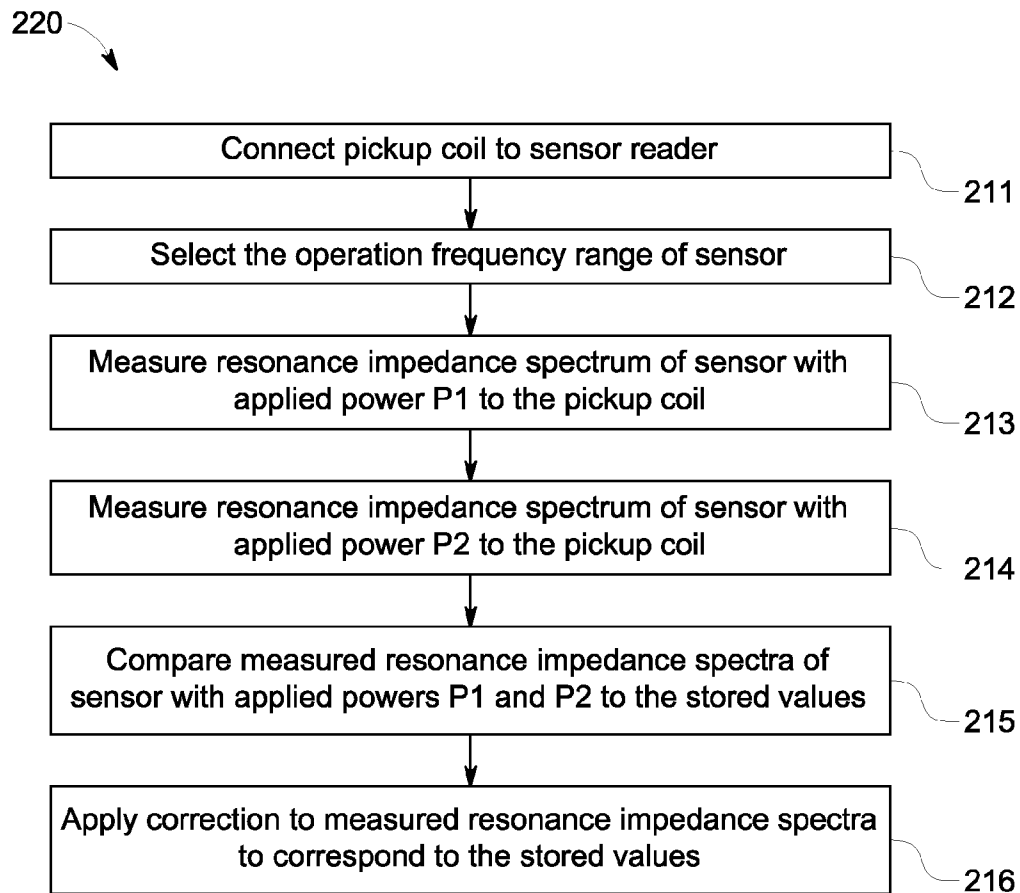 220
Connect pickup coil to sensor reader
211
Select the operation frequency range of sensor
212
Measure resonance impedance spectrum of sensor with
applied power P1 to the pickup coil
213
Measure resonance impedance spectrum of sensor with
applied power P2 to the pickup coil
214
Compare measured resonance impedance spectra of
sensor with applied powers P1 and P2 to the stored values
215
Apply correction to measured resonance impedance spectra
to correspond to the stored values
216